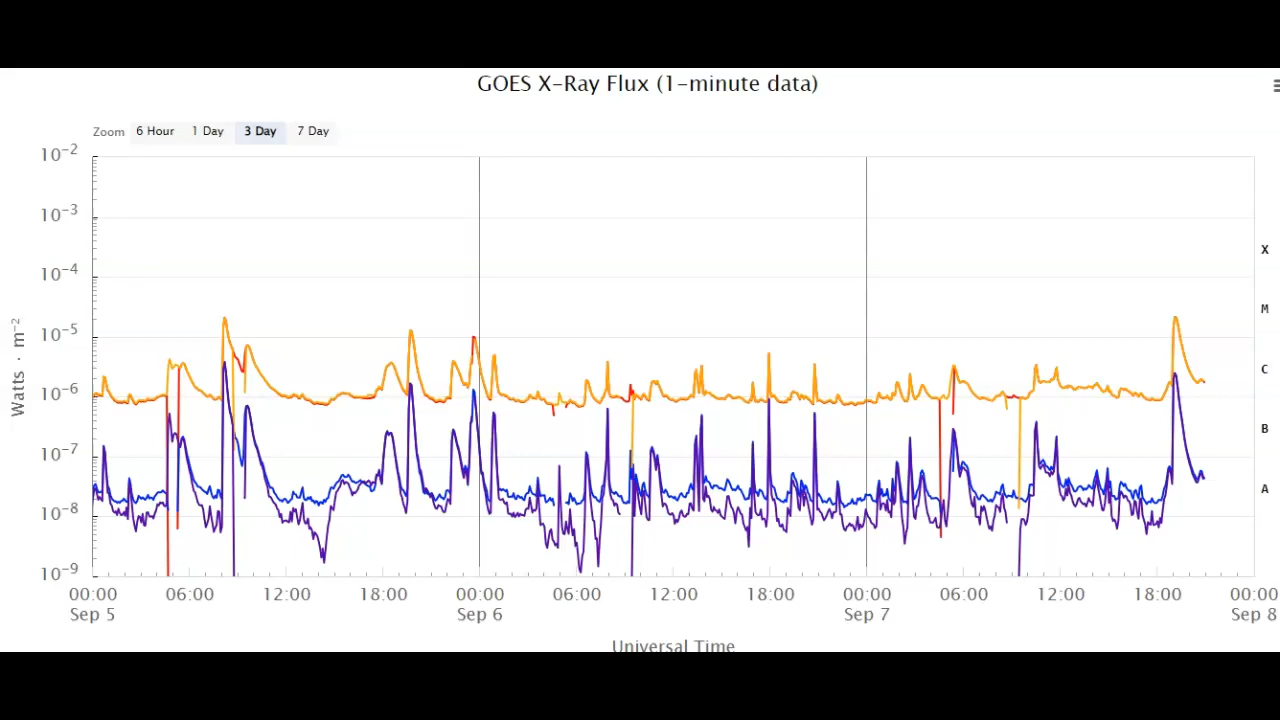 GOES X-Ray Flux (1-minute data)
Zoom 6 Hour 1 Day 3 Day 7 Day
10⁻²
10⁻³
10⁻⁴
10⁻⁵
10⁻⁶
10⁻⁷
10⁻⁸
10⁻⁹
Watts · m⁻²
X
M
C
B
A
00:00 06:00 12:00 18:00 00:00 06:00 12:00 18:00 00:00 06:00 12:00 18:00 00:00
Sep 5 Sep 6 Sep 7 Sep 8
Universal Time